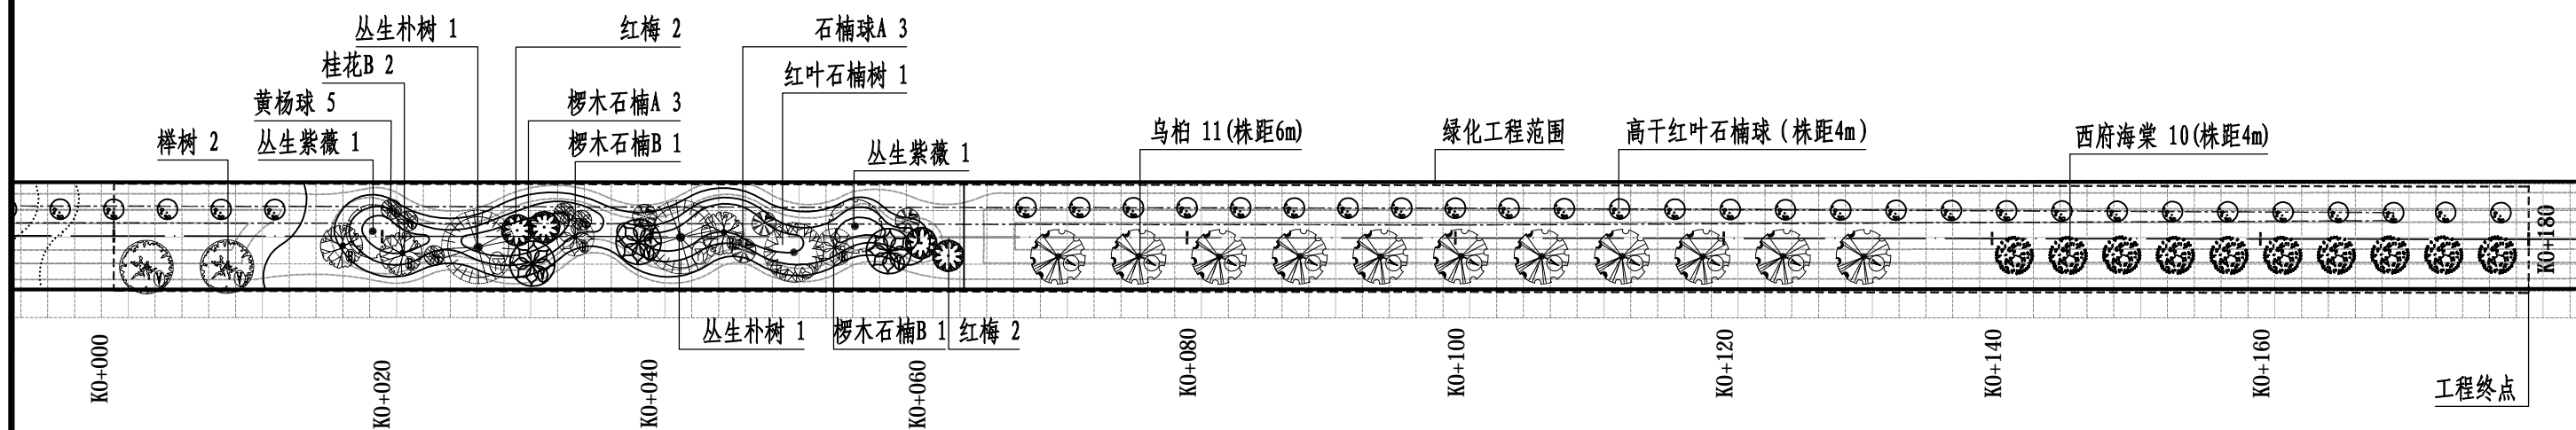 丛生朴树 1
红梅 2
石楠球A 3
桂花B 2
红叶石楠树 1
黄杨球 5
椤木石楠A 3
榉树 2
丛生紫薇 1
椤木石楠B 1
丛生紫薇 1
乌桕 11(株距6m)
绿化工程范围
高干红叶石楠球(株距4m)
西府海棠 10(株距4m)
丛生朴树 1
椤木石楠B 1
红梅 2
K0+000
K0+020
K0+040
K0+060
K0+080
K0+100
K0+120
K0+140
K0+160
K0+180
工程终点